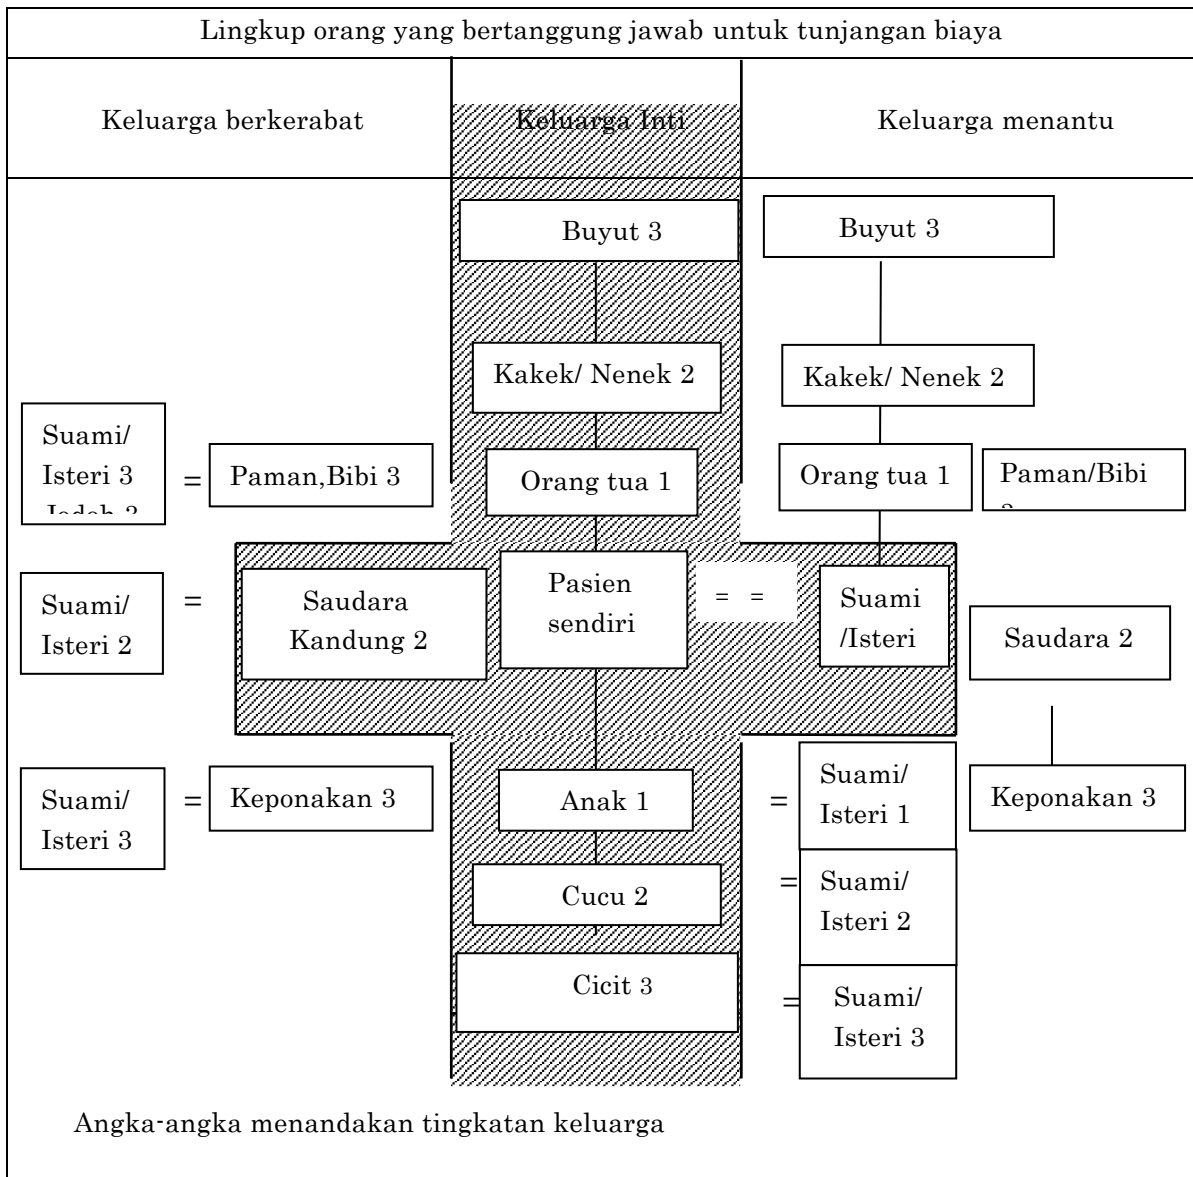 Lingkup orang yang bertanggung jawab untuk tunjangan biaya
Keluarga berkerabat
Keluarga Inti
Keluarga menantu
Buyut 3
Buyut 3
Kakek/ Nenek 2
Kakek/ Nenek 2
Suami/
Isteri 3
=
Paman,Bibi 3
Orang tua 1
Orang tua 1
Paman/Bibi
Suami/
Isteri 2
=
Saudara
Kandung 2
Pasien
sendiri
= =
Suami
/Isteri
Saudara 2
Suami/
Isteri 3
=
Keponakan 3
Anak 1
=
Suami/
Isteri 1
Keponakan 3
Cucu 2
=
Suami/
Isteri 2
Cicit 3
=
Suami/
Isteri 3
Angka-angka menandakan tingkatan keluarga